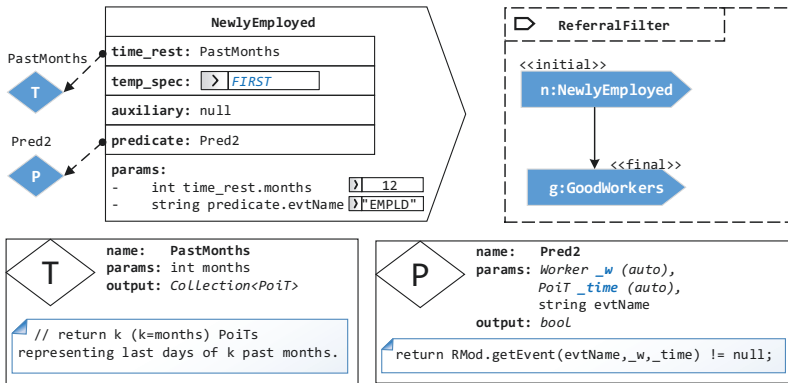 NewlyEmployed
PastMonths
T
time_rest: PastMonths
temp_spec: > FIRST
auxiliary: null
Pred2
P
predicate: Pred2
params:
- int time_rest.months > 12
- string predicate.evtName > "EMPLD"
ReferralFilter
<<initial>>
n:NewlyEmployed
<<final>>
g:GoodWorkers
T
name: PastMonths
params: int months
output: Collection<PoiT>
// return k (k=months) PoiTs
representing last days of k past months.
P
name: Pred2
params: Worker _w (auto),
PoiT _time (auto),
string evtName
output: bool
return RMod.getEvent(evtName,_w,_time) != null;